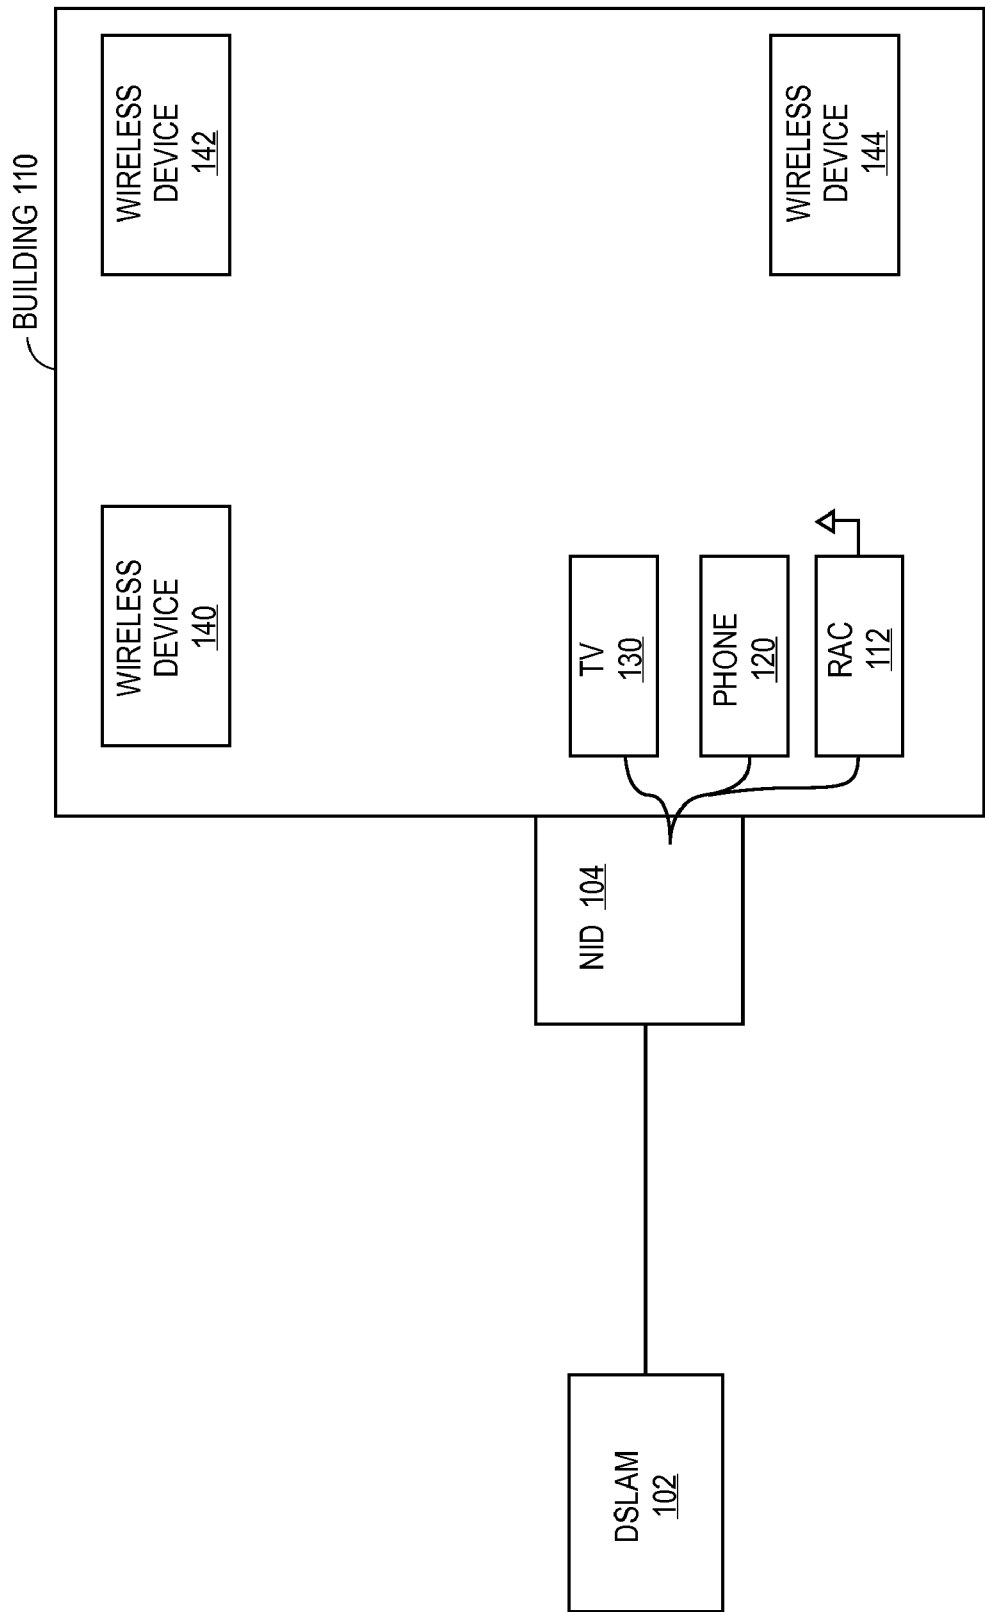 BUILDING 110
WIRELESS
DEVICE
140
WIRELESS
DEVICE
142
DSLAM
102
NID 104
TV
130
PHONE
120
RAC
112
WIRELESS
DEVICE
144